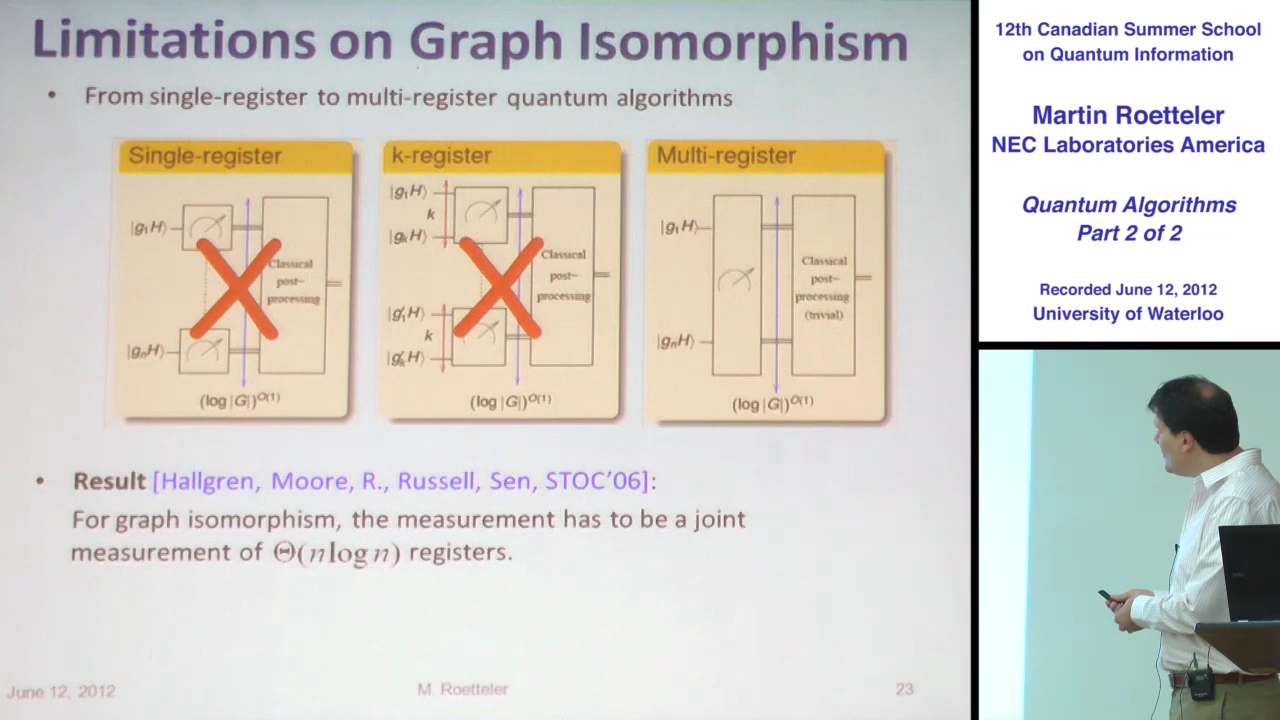 Limitations on Graph Isomorphism
• From single-register to multi-register quantum algorithms
Single-register
|g₁H⟩
|gₙH⟩
Classical
post-
processing
(log |G|)^O(1)
k-register
|g₁H⟩
k
|gₖH⟩
|g′₁H⟩
k
|g′ₖH⟩
Classical
post-
processing
(log |G|)^O(1)
Multi-register
|g₁H⟩
|gₙH⟩
Classical
post-
processing
(trivial)
(log |G|)^O(1)
• Result [Hallgren, Moore, R., Russell, Sen, STOC'06]:
For graph isomorphism, the measurement has to be a joint
measurement of Θ(n log n) registers.
June 12, 2012
M. Roetteler
23
12th Canadian Summer School
on Quantum Information
Martin Roetteler
NEC Laboratories America
Quantum Algorithms
Part 2 of 2
Recorded June 12, 2012
University of Waterloo